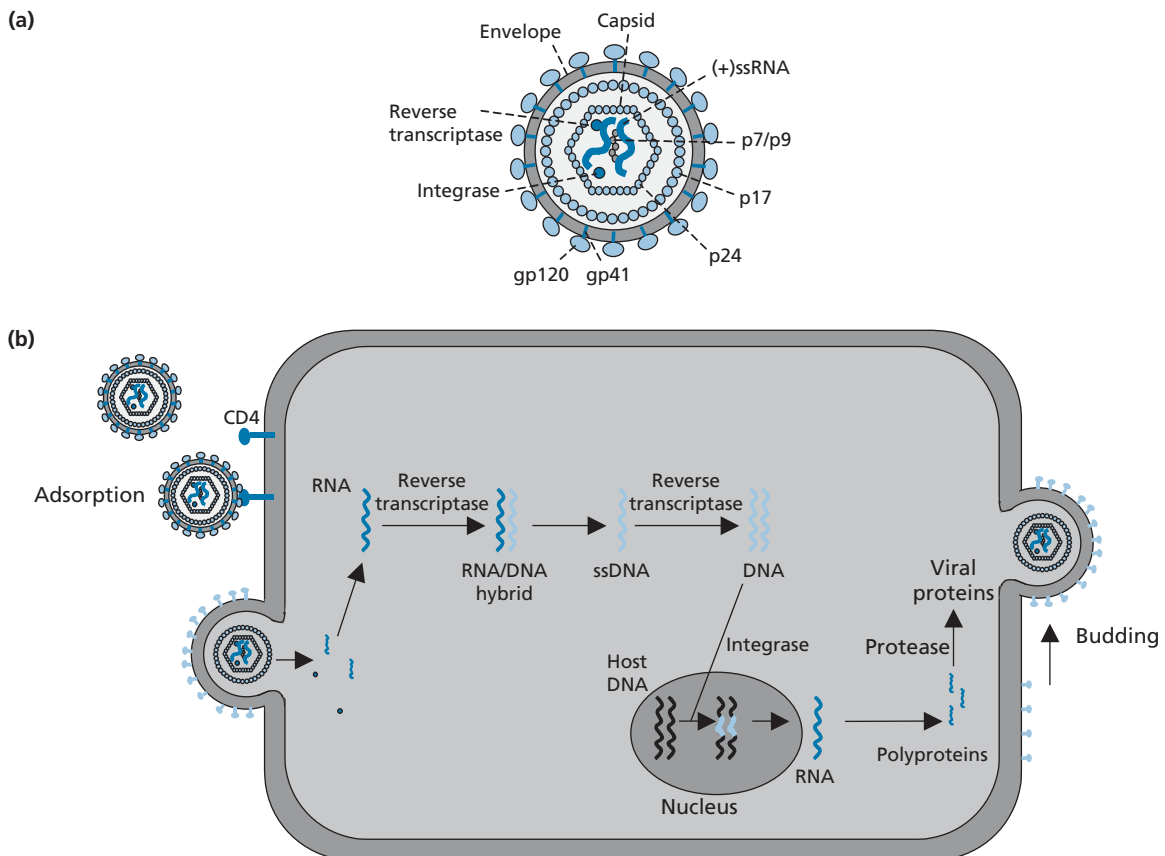 (a)
Capsid
Envelope
(+)ssRNA
Reverse
transcriptase
p7/p9
Integrase
p17
p24
gp120
gp41
(b)
CD4
Adsorption
RNA
Reverse
transcriptase
RNA/DNA
hybrid
ssDNA
Reverse
transcriptase
DNA
Integrase
Host
DNA
Nucleus
RNA
Polyproteins
Protease
Viral
proteins
Budding